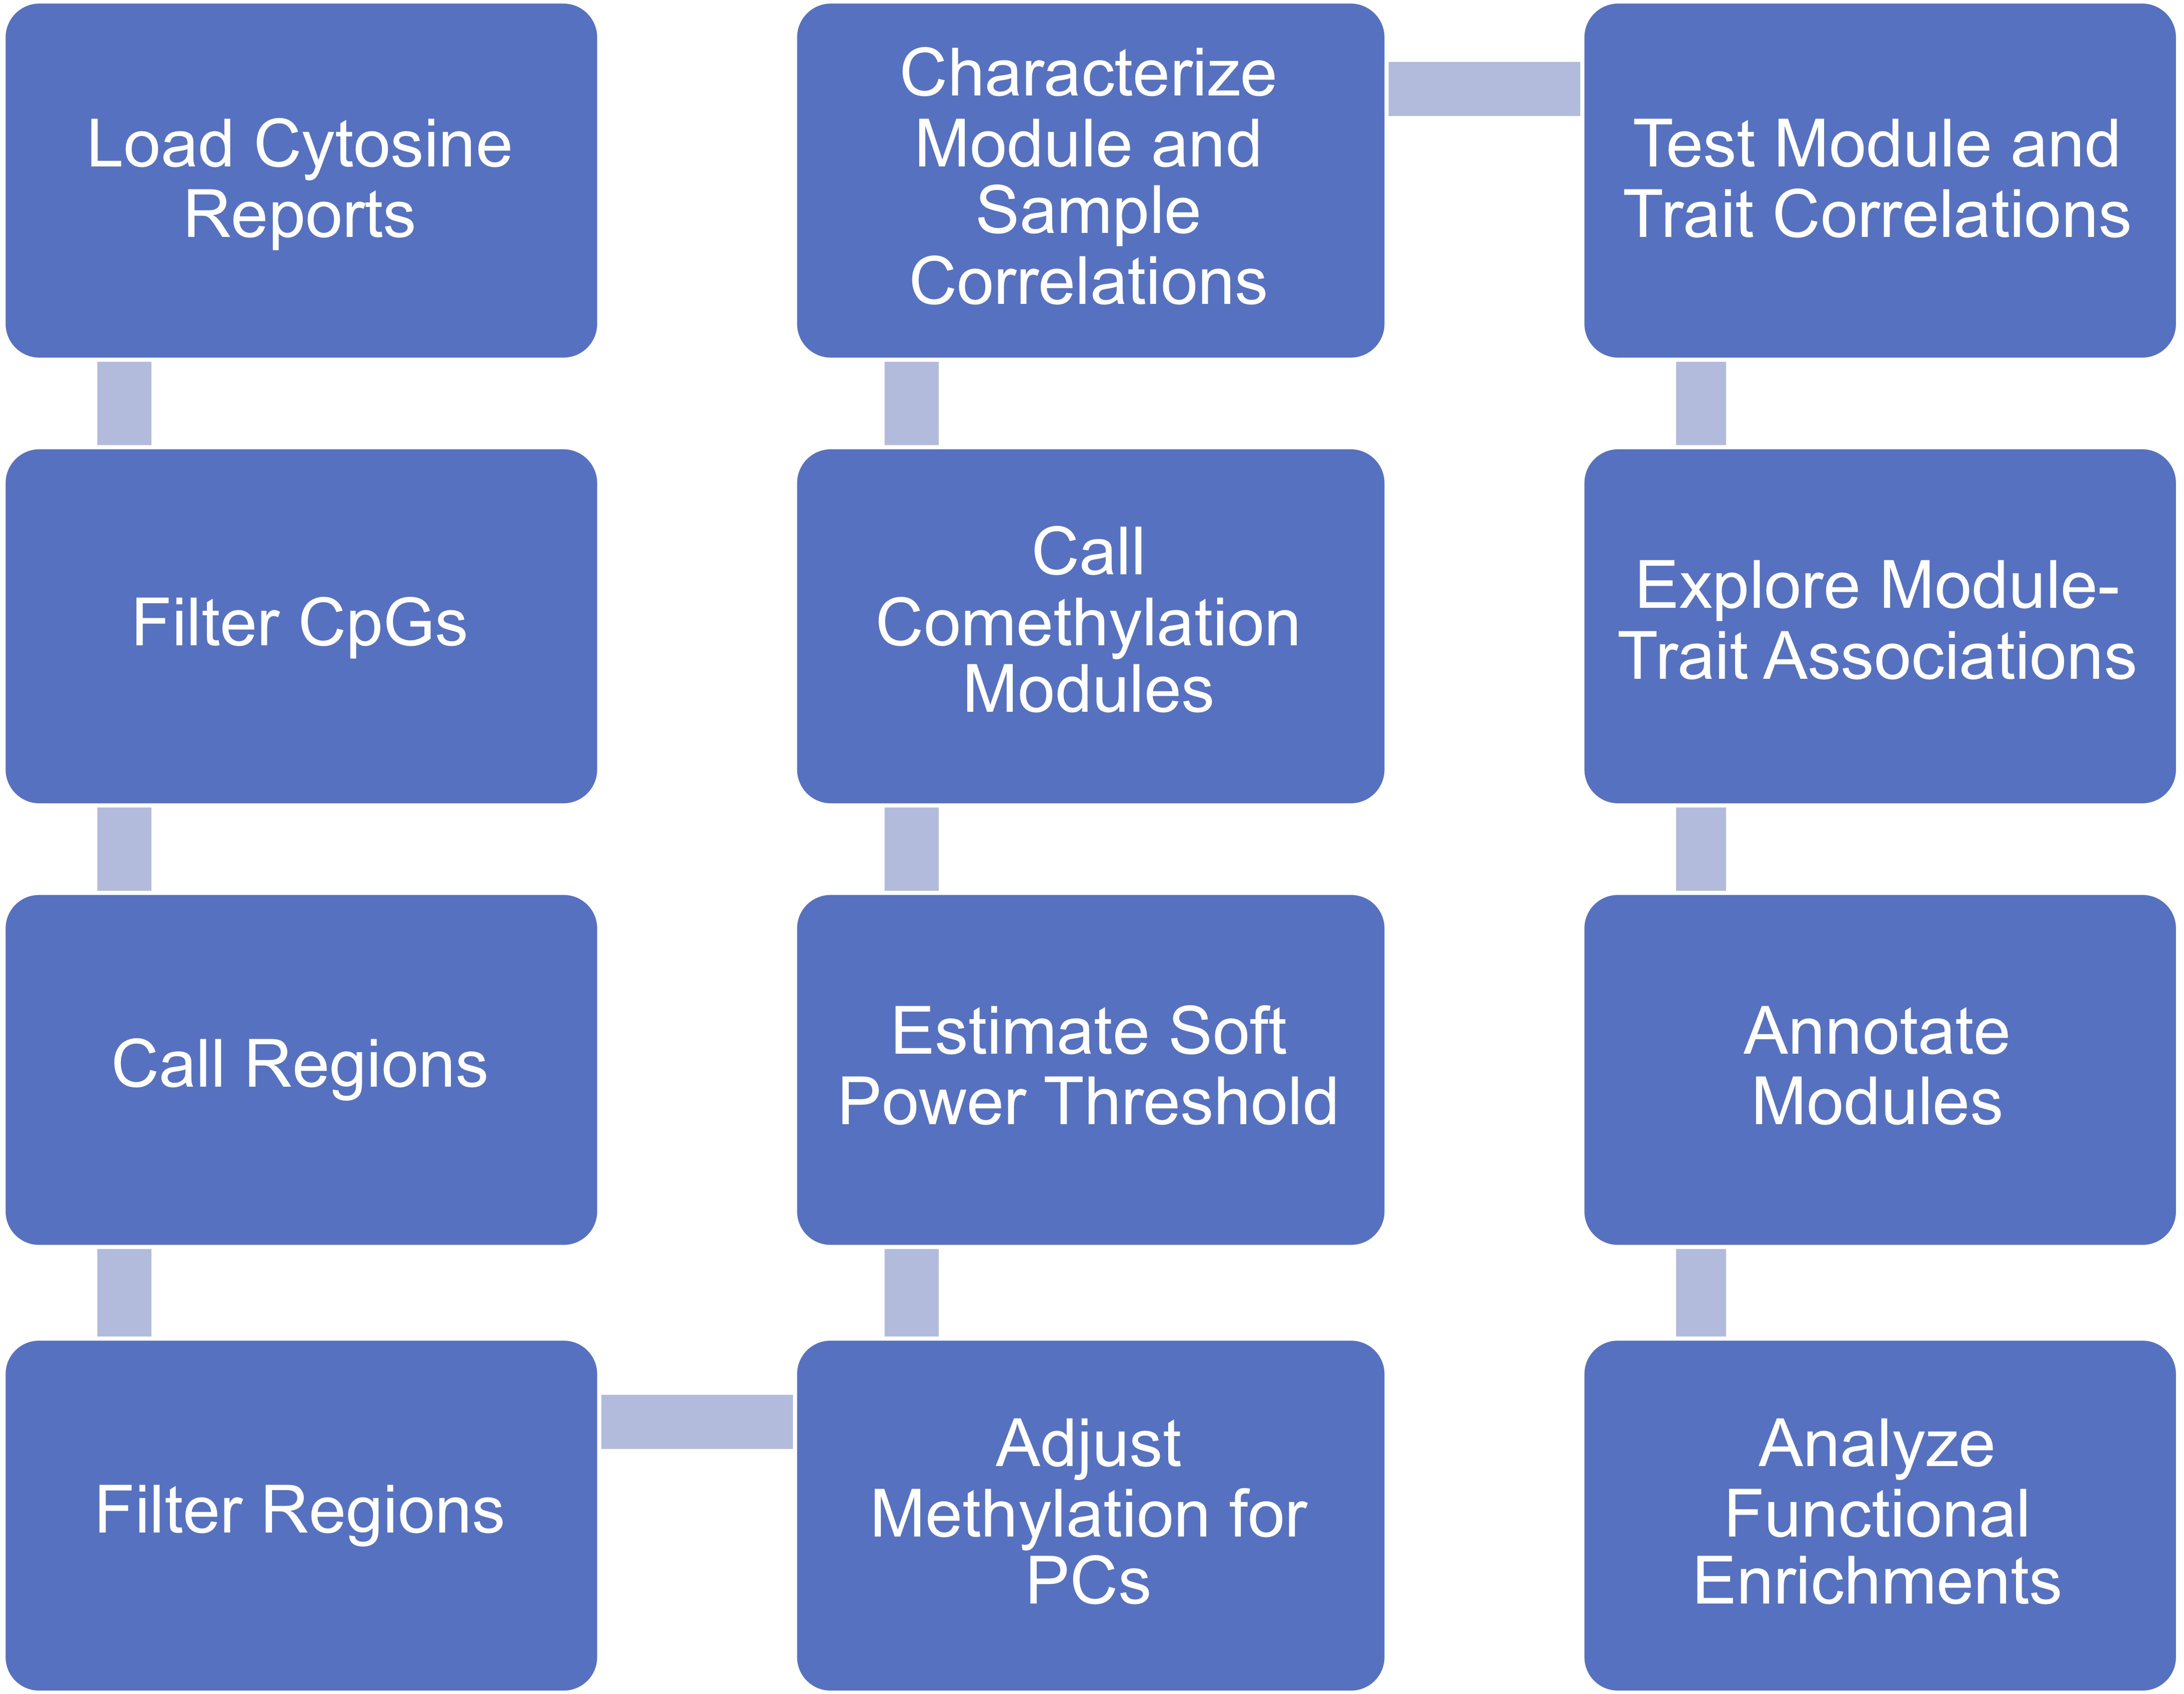 Load Cytosine
Reports
Filter CpGs
Call Regions
Filter Regions
Adjust
Methylation for
PCs
Estimate Soft
Power Threshold
Call
Comethylation
Modules
Characterize
Module and
Sample
Correlations
Test Module and
Trait Correlations
Explore Module-
Trait Associations
Annotate
Modules
Analyze
Functional
Enrichments